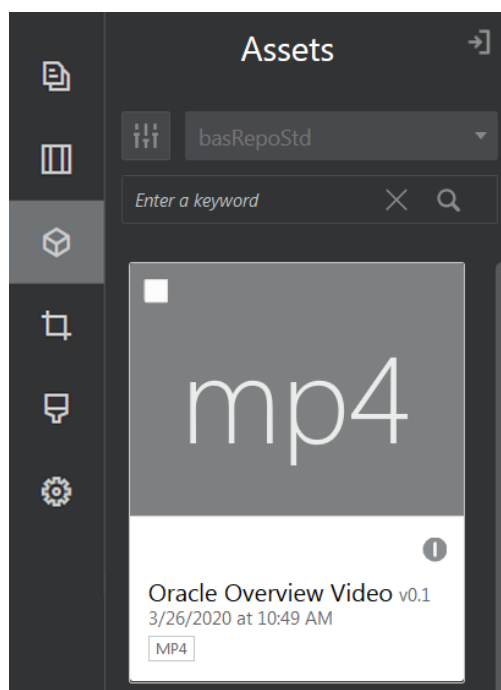 Assets
basRepoStd
Enter a keyword
mp4
Oracle Overview Video v0.1
3/26/2020 at 10:49 AM
MP4